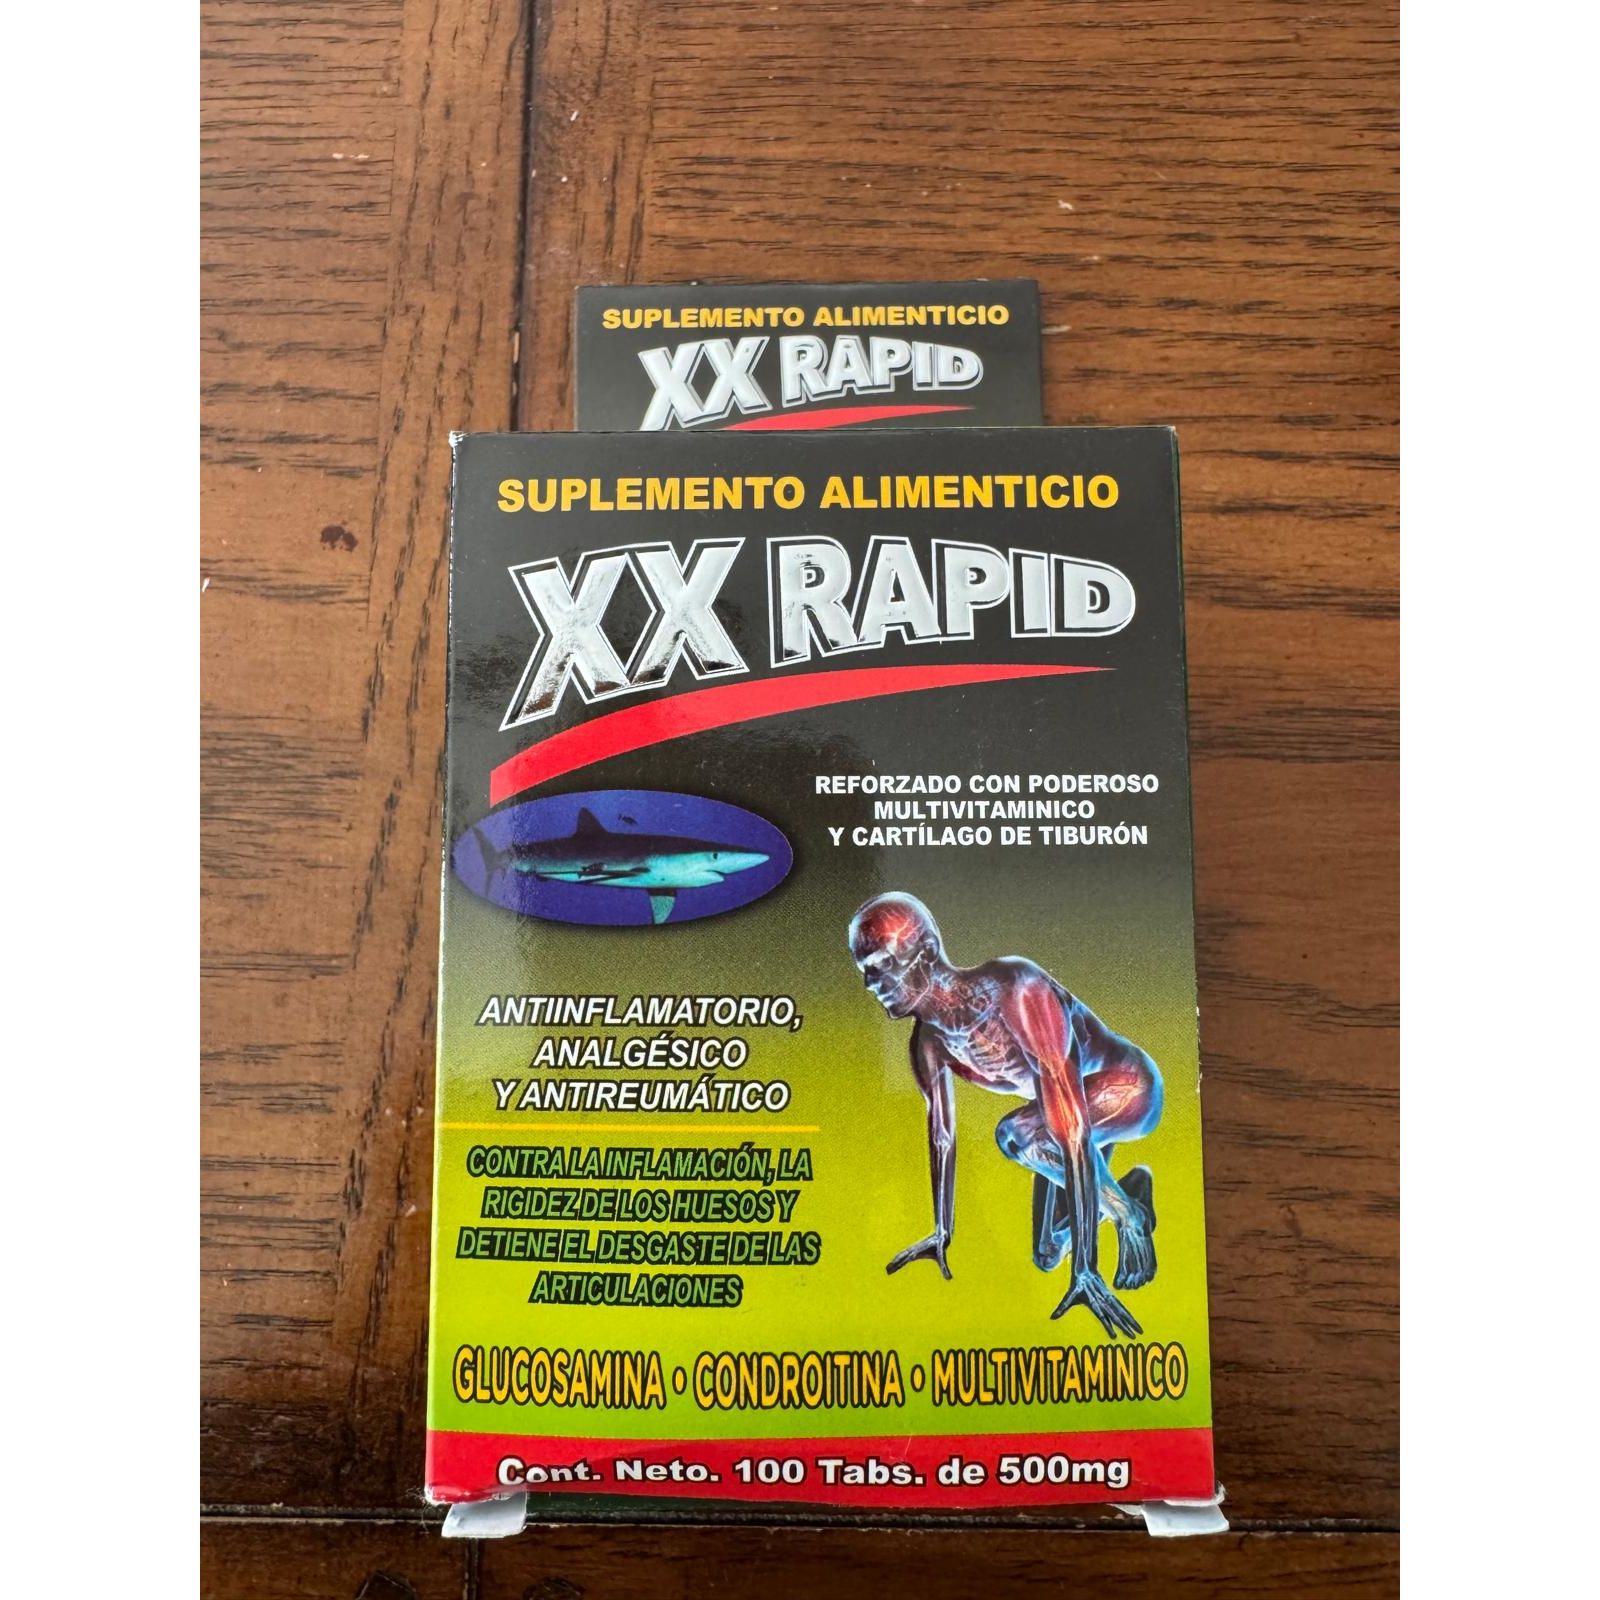 SUPLEMENTO ALIMENTICIO
XX RAPID
SUPLEMENTO ALIMENTICIO
XX RAPID
REFORZADO CON PODEROSO
MULTIVITAMINICO
Y CARTÍLAGO DE TIBURÓN
ANTIINFLAMATORIO,
ANALGÉSICO
Y ANTIREUMÁTICO
CONTRA LA INFLAMACIÓN, LA
RIGIDEZ DE LOS HUESOS Y
DETIENE EL DESGASTE DE LAS
ARTICULACIONES
GLUCOSAMINA • CONDROITINA • MULTIVITAMINICO
Cont. Neto. 100 Tabs. de 500mg